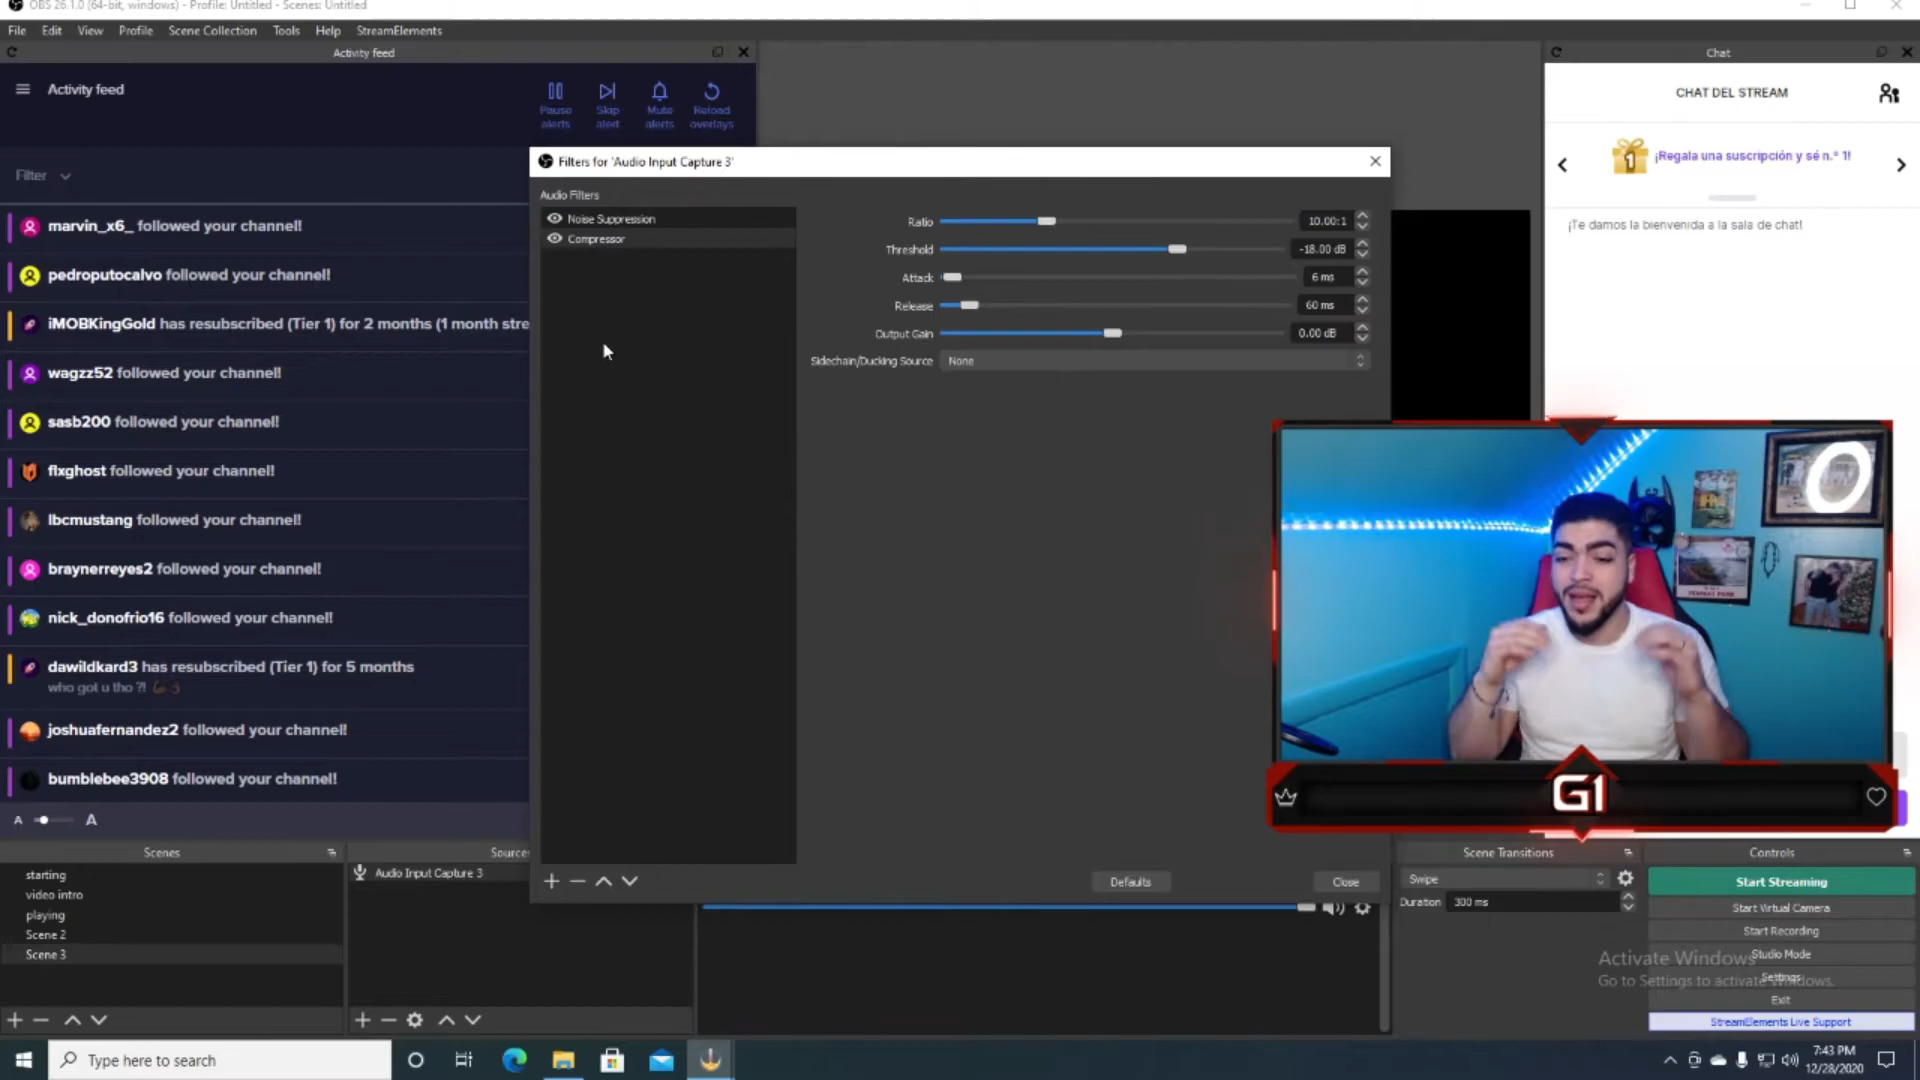 OBS 26.1.0 (64-bit, windows) - Profile: Untitled - Scenes: Untitled
File Edit View Profile Scene Collection Tools Help StreamElements
Activity feed
Activity feed
Pause alerts
Skip alert
Mute alerts
Reload overlays
Filter
marvin_x6_ followed your channel!
pedroputocalvo followed your channel!
iMOBKingGold has resubscribed (Tier 1) for 2 months (1 month stre
wagzz52 followed your channel!
sasb200 followed your channel!
flxghost followed your channel!
lbcmustang followed your channel!
braynerreyes2 followed your channel!
nick_donofrio16 followed your channel!
dawildkard3 has resubscribed (Tier 1) for 5 months
who got u tho ?!
joshuafernandez2 followed your channel!
bumblebee3908 followed your channel!
A A
Filters for 'Audio Input Capture 3'
Audio Filters
Noise Suppression
Compressor
Ratio 10.00:1
Threshold -18.00 dB
Attack 6 ms
Release 60 ms
Output Gain 0.00 dB
Sidechain/Ducking Source None
Defaults Close
Chat
CHAT DEL STREAM
1
¡Regala una suscripción y sé n.º 1!
¡Te damos la bienvenida a la sala de chat!
G1
Scenes
starting
video intro
playing
Scene 2
Scene 3
Source
Audio Input Capture 3
Scene Transitions
Swipe
Duration 300 ms
Controls
Start Streaming
Start Virtual Camera
Start Recording
Studio Mode
Settings
Exit
StreamElements Live Support
Activate Windows
Go to Settings to activate Windows.
Type here to search
7:43 PM
12/28/2020